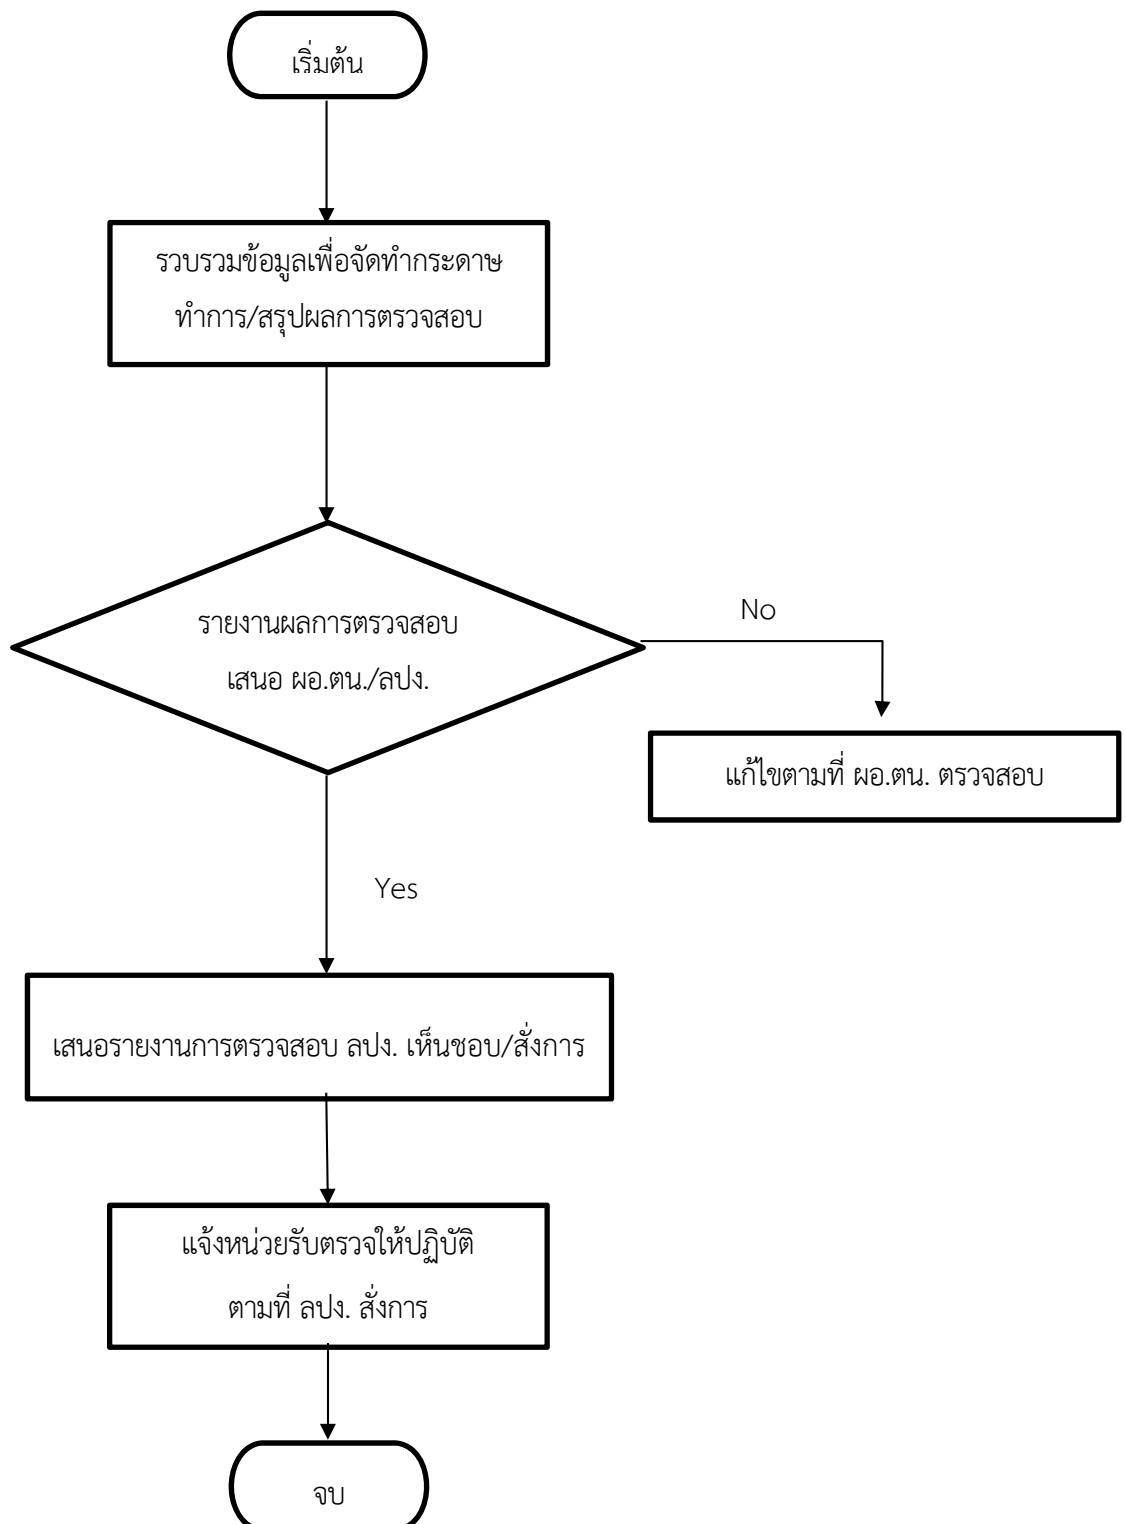 เริ่มต้น
รวบรวมข้อมูลเพื่อจัดทำกระดาษ
ทำการ/สรุปผลการตรวจสอบ
รายงานผลการตรวจสอบ
เสนอ ผอ.ตน./ลปง.
No
แก้ไขตามที่ ผอ.ตน. ตรวจสอบ
Yes
เสนอรายงานการตรวจสอบ ลปง. เห็นชอบ/สั่งการ
แจ้งหน่วยรับตรวจให้ปฏิบัติ
ตามที่ ลปง. สั่งการ
จบ